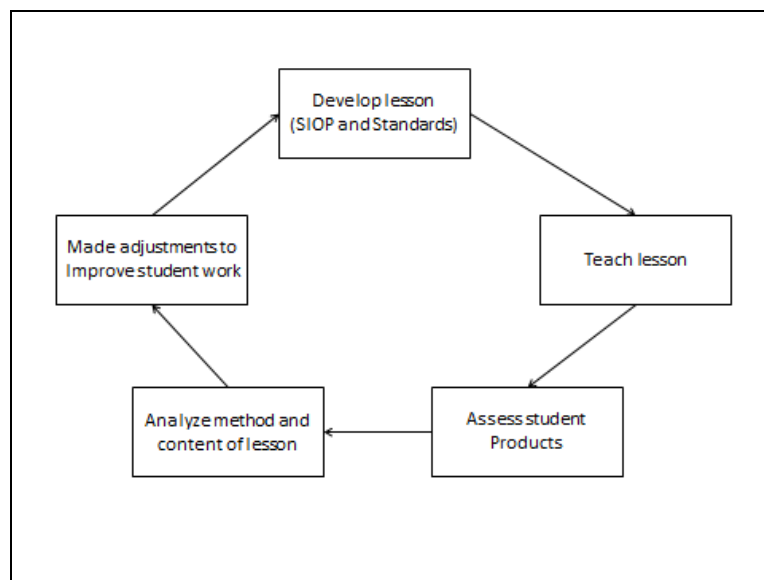 Develop lesson
(SIOP and Standards)
Teach lesson
Assess student
Products
Analyze method and
content of lesson
Made adjustments to
Improve student work